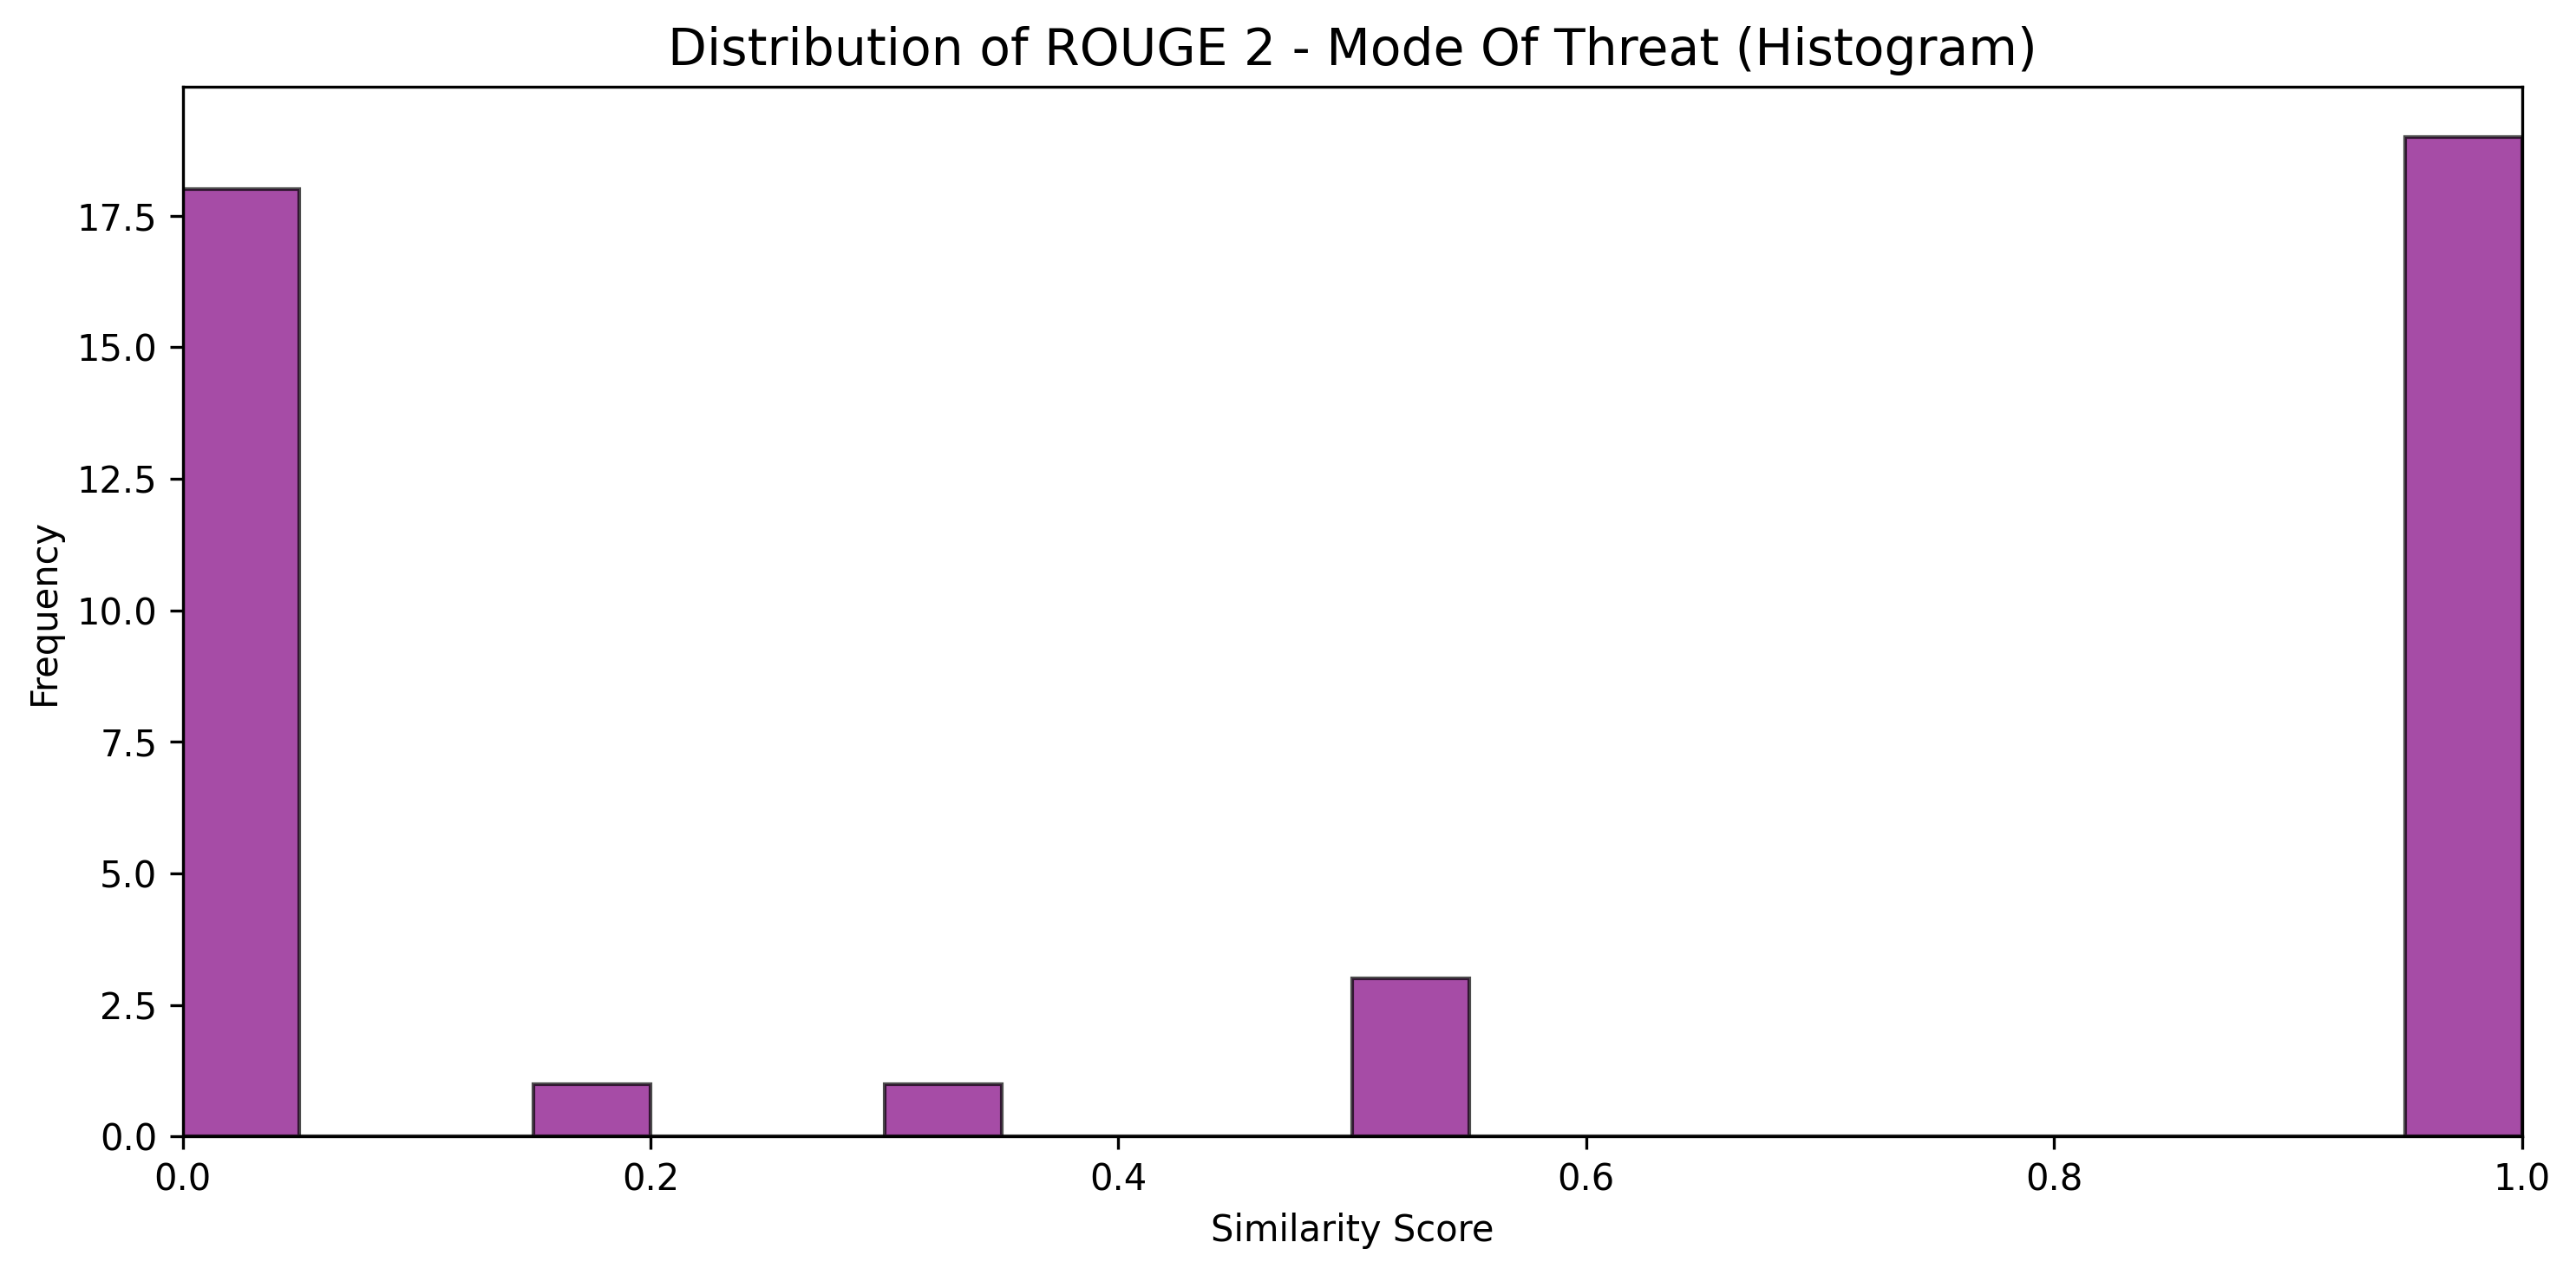 Distribution of ROUGE 2 - Mode Of Threat (Histogram)
Frequency
17.5
15.0
12.5
10.0
7.5
5.0
2.5
0.0
0.0 0.2 0.4 0.6 0.8 1.0
Similarity Score